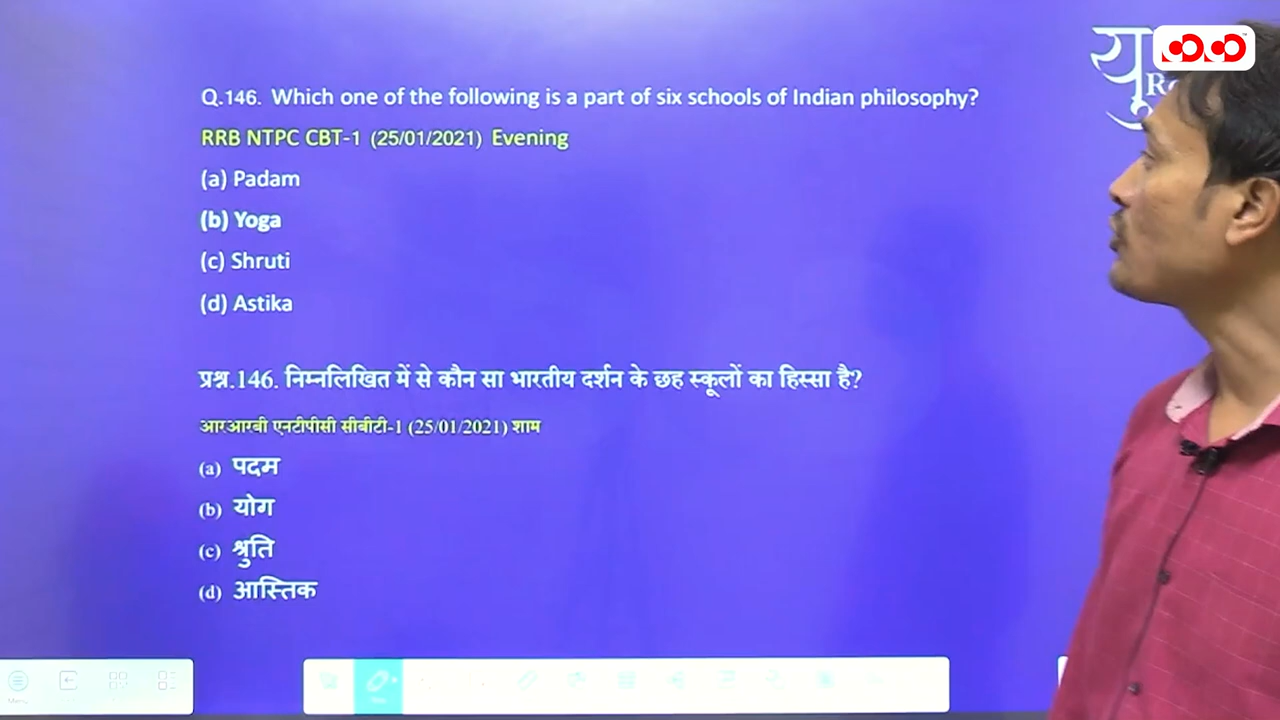 Q.146. Which one of the following is a part of six schools of Indian philosophy?
RRB NTPC CBT-1 (25/01/2021) Evening
(a) Padam
(b) Yoga
(c) Shruti
(d) Astika
प्रश्न.146. निम्नलिखित में से कौन सा भारतीय दर्शन के छह स्कूलों का हिस्सा है?
आरआरबी एनटीपीसी सीबीटी-1 (25/01/2021) शाम
(a) पदम
(b) योग
(c) श्रुति
(d) आस्तिक